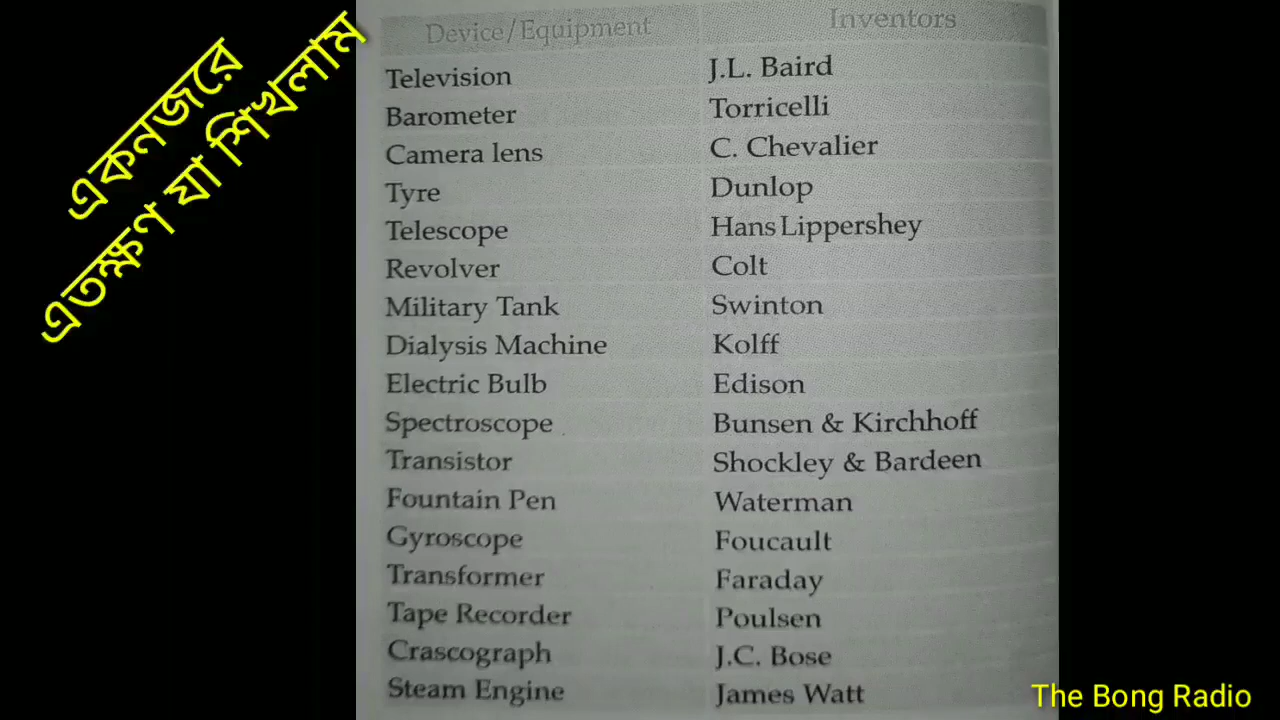 একনজরে
এতক্ষণ যা শিখলাম
Device/Equipment Inventors
Television J.L. Baird
Barometer Torricelli
Camera lens C. Chevalier
Tyre Dunlop
Telescope Hans Lippershey
Revolver Colt
Military Tank Swinton
Dialysis Machine Kolff
Electric Bulb Edison
Spectroscope Bunsen & Kirchhoff
Transistor Shockley & Bardeen
Fountain Pen Waterman
Gyroscope Foucault
Transformer Faraday
Tape Recorder Poulsen
Crascograph J.C. Bose
Steam Engine James Watt
The Bong Radio